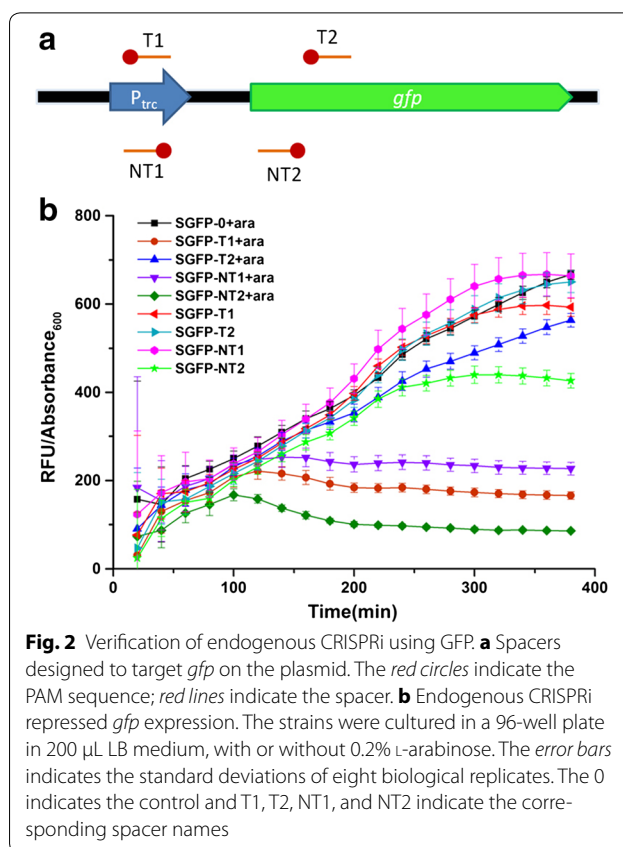 a
T1
T2
P trc
gfp
NT1
NT2
b
RFU/Absorbance600
800
600
400
200
0
SGFP-0+ara
SGFP-T1+ara
SGFP-T2+ara
SGFP-NT1+ara
SGFP-NT2+ara
SGFP-T1
SGFP-T2
SGFP-NT1
SGFP-NT2
0
100
200
300
400
Time(min)
Fig. 2 Verification of endogenous CRISPRi using GFP. a Spacers
designed to target gfp on the plasmid. The red circles indicate the
PAM sequence; red lines indicate the spacer. b Endogenous CRISPRi
repressed gfp expression. The strains were cultured in a 96-well plate
in 200 µL LB medium, with or without 0.2% L-arabinose. The error bars
indicates the standard deviations of eight biological replicates. The 0
indicates the control and T1, T2, NT1, and NT2 indicate the corre-
sponding spacer names